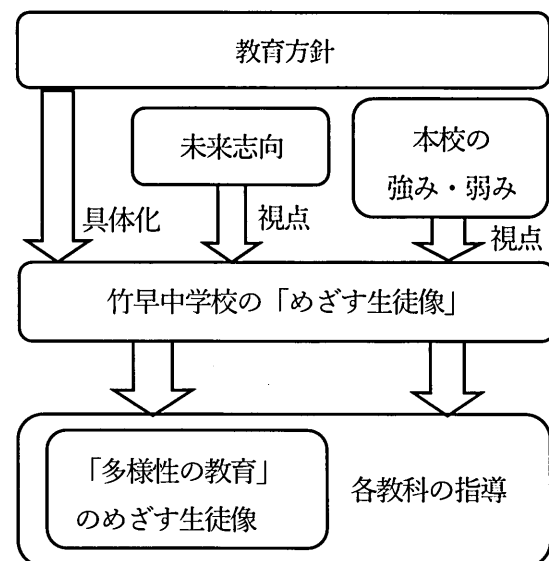 教育方針
未来志向
本校の
強み・弱み
具体化
視点
視点
竹早中学校の「めざす生徒像」
「多様性の教育」
のめざす生徒像
各教科の指導